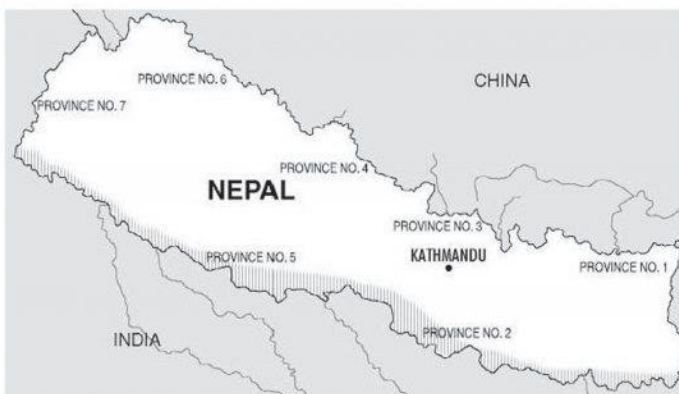 PROVINCE NO. 6
CHINA
PROVINCE NO. 7
PROVINCE NO. 4
NEPAL
PROVINCE NO. 3
KATHMANDU
PROVINCE NO. 5
PROVINCE NO. 1
PROVINCE NO. 2
INDIA